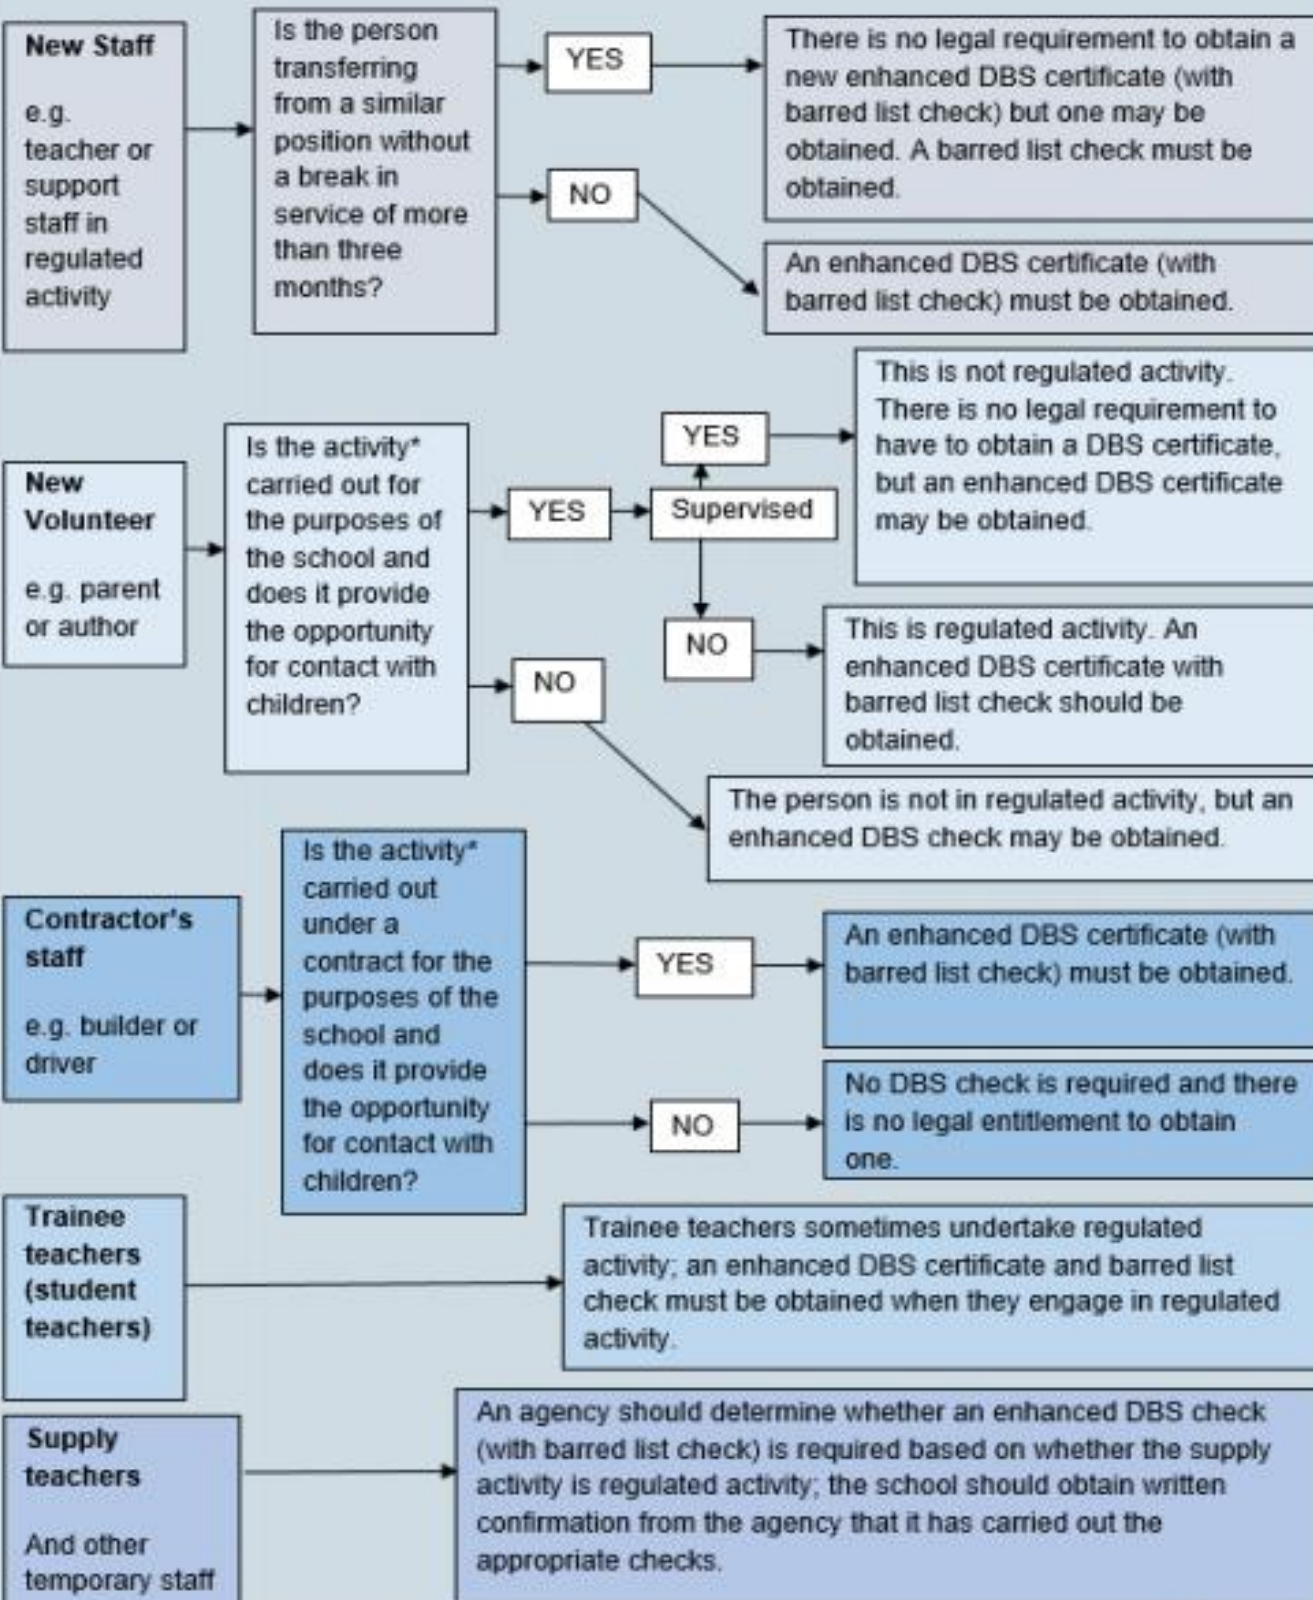 New Staff
e.g.
teacher or
support
staff in
regulated
activity
Is the person
transferring
from a similar
position without
a break in
service of more
than three
months?
YES
There is no legal requirement to obtain a
new enhanced DBS certificate (with
barred list check) but one may be
obtained. A barred list check must be
obtained.
NO
An enhanced DBS certificate (with
barred list check) must be obtained.
New
Volunteer
e.g. parent
or author
Is the activity*
carried out for
the purposes of
the school and
does it provide
the opportunity
for contact with
children?
YES
Supervised
YES
This is not regulated activity.
There is no legal requirement to
have to obtain a DBS certificate,
but an enhanced DBS certificate
may be obtained.
NO
This is regulated activity. An
enhanced DBS certificate with
barred list check should be
obtained.
NO
The person is not in regulated activity, but an
enhanced DBS check may be obtained.
Contractor's
staff
e.g. builder or
driver
Is the activity*
carried out
under a
contract for the
purposes of the
school and
does it provide
the opportunity
for contact with
children?
YES
An enhanced DBS certificate (with
barred list check) must be obtained.
NO
No DBS check is required and there
is no legal entitlement to obtain
one.
Trainee
teachers
(student
teachers)
Trainee teachers sometimes undertake regulated
activity; an enhanced DBS certificate and barred list
check must be obtained when they engage in regulated
activity.
Supply
teachers
And other
temporary staff
An agency should determine whether an enhanced DBS check
(with barred list check) is required based on whether the supply
activity is regulated activity; the school should obtain written
confirmation from the agency that it has carried out the
appropriate checks.